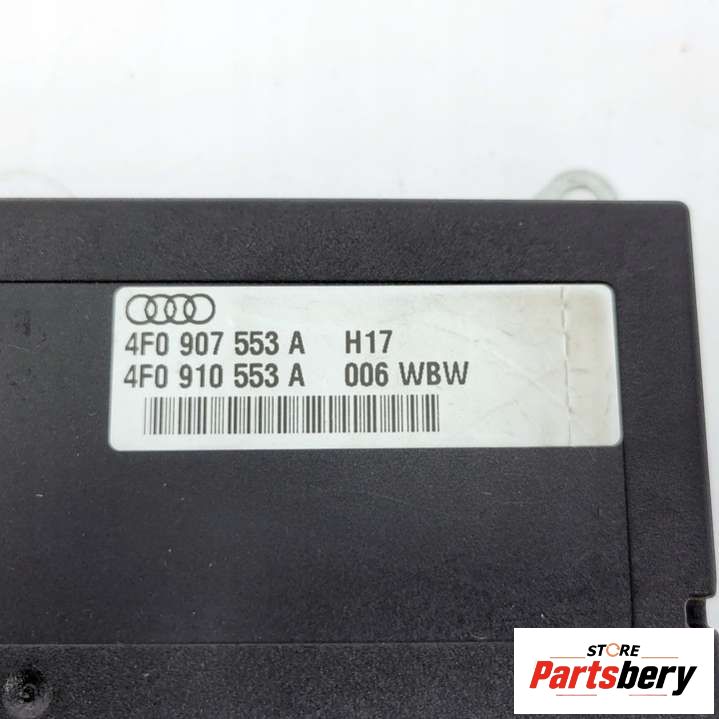 4F0 907 553 A H17
4F0 910 553 A 006 WBW
STORE
Partsbery